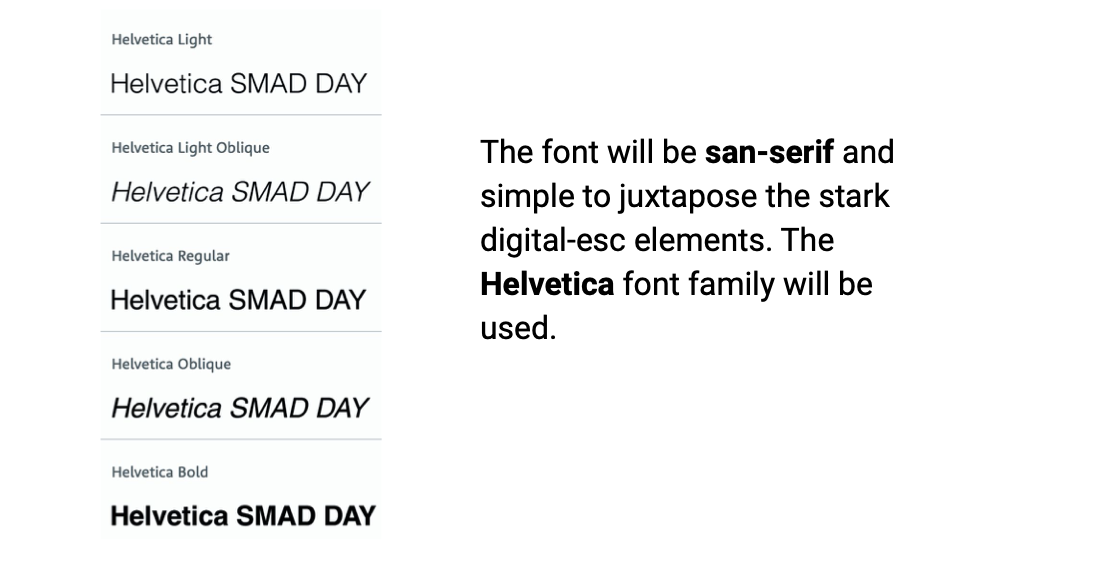 Helvetica Light
Helvetica SMAD DAY
Helvetica Light Oblique
Helvetica SMAD DAY
Helvetica Regular
Helvetica SMAD DAY
Helvetica Oblique
Helvetica SMAD DAY
Helvetica Bold
Helvetica SMAD DAY
The font will be san-serif and
simple to juxtapose the stark
digital-esc elements. The
Helvetica font family will be
used.